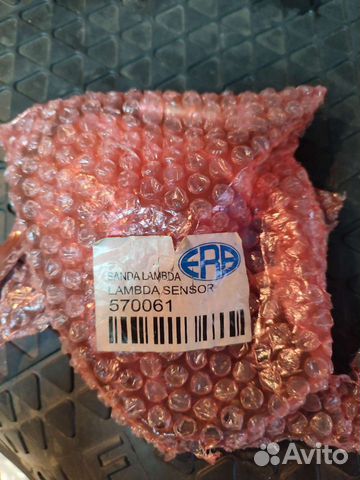 ERA
SANDA LAMBDA
LAMBDA SENSOR
570061
Avito